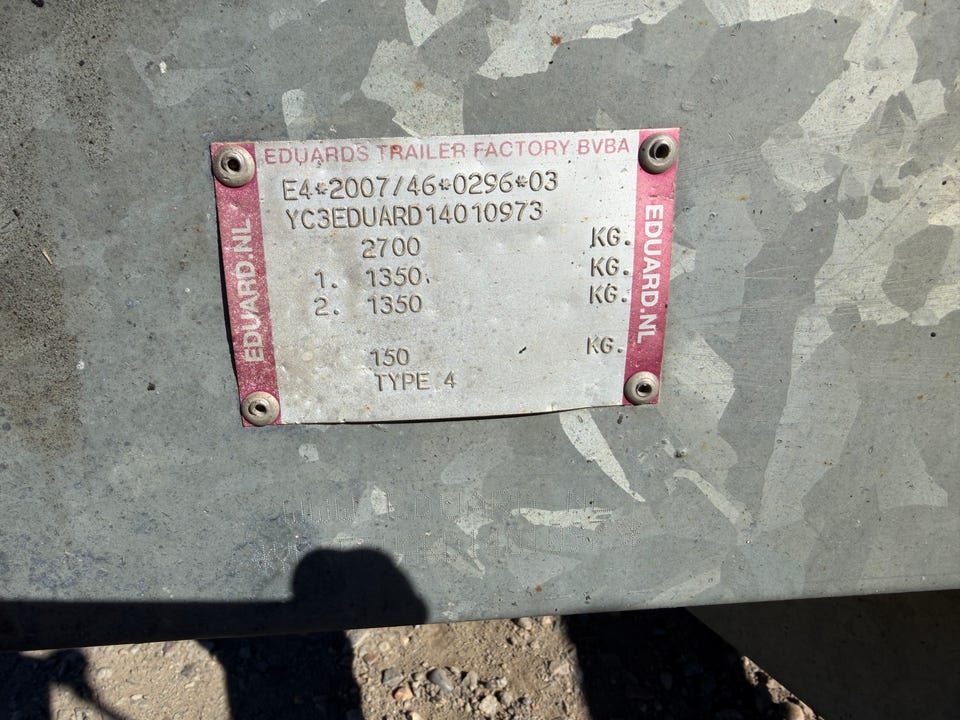 EDUARDS TRAILER FACTORY BVBA
E4*2007/46*0296*03
YC3EDUARD14010973
2700 KG.
1. 1350. KG.
2. 1350 KG.
150 KG.
TYPE 4
EDUARD.NL
EDUARD.NL